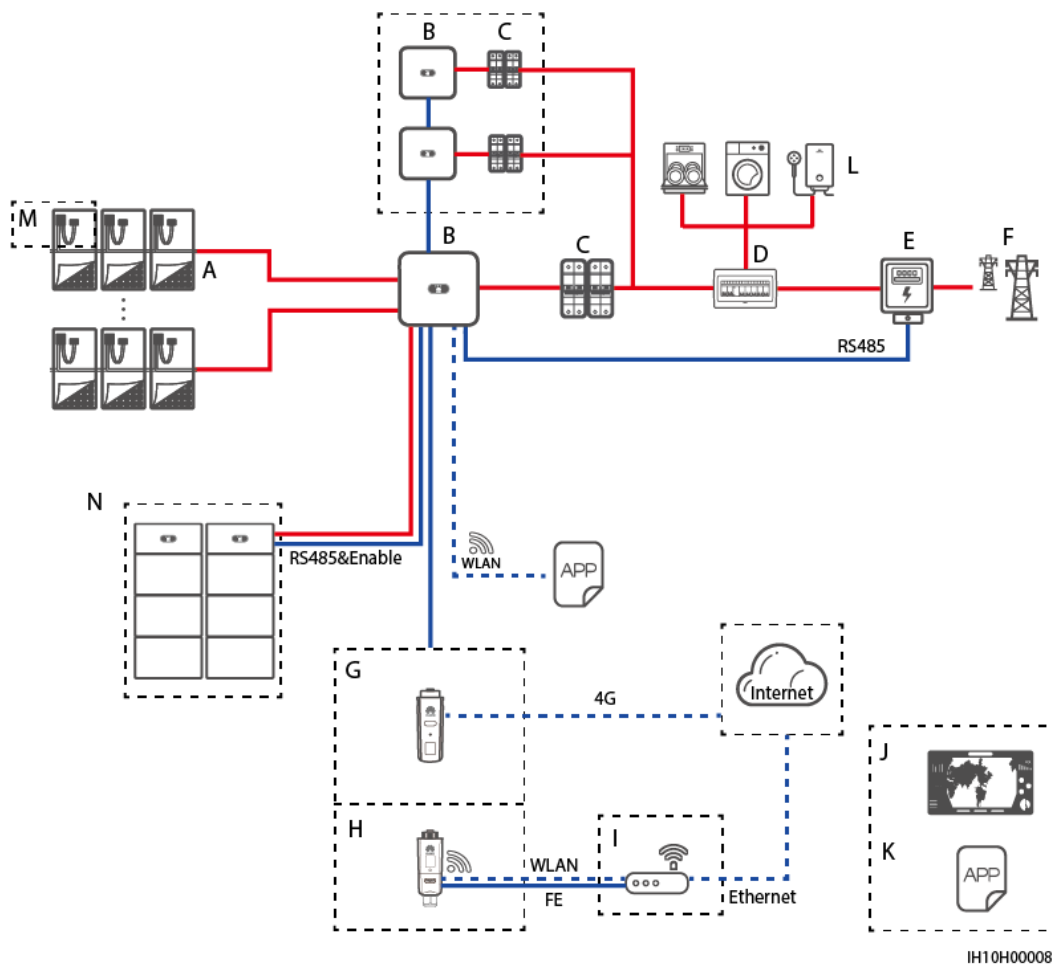 B
C
M
A
B
C
D
L
E
F
RS485
N
RS485&Enable
WLAN
APP
G
4G
Internet
J
H
WLAN
FE
I
Ethernet
K
APP
IH10H00008